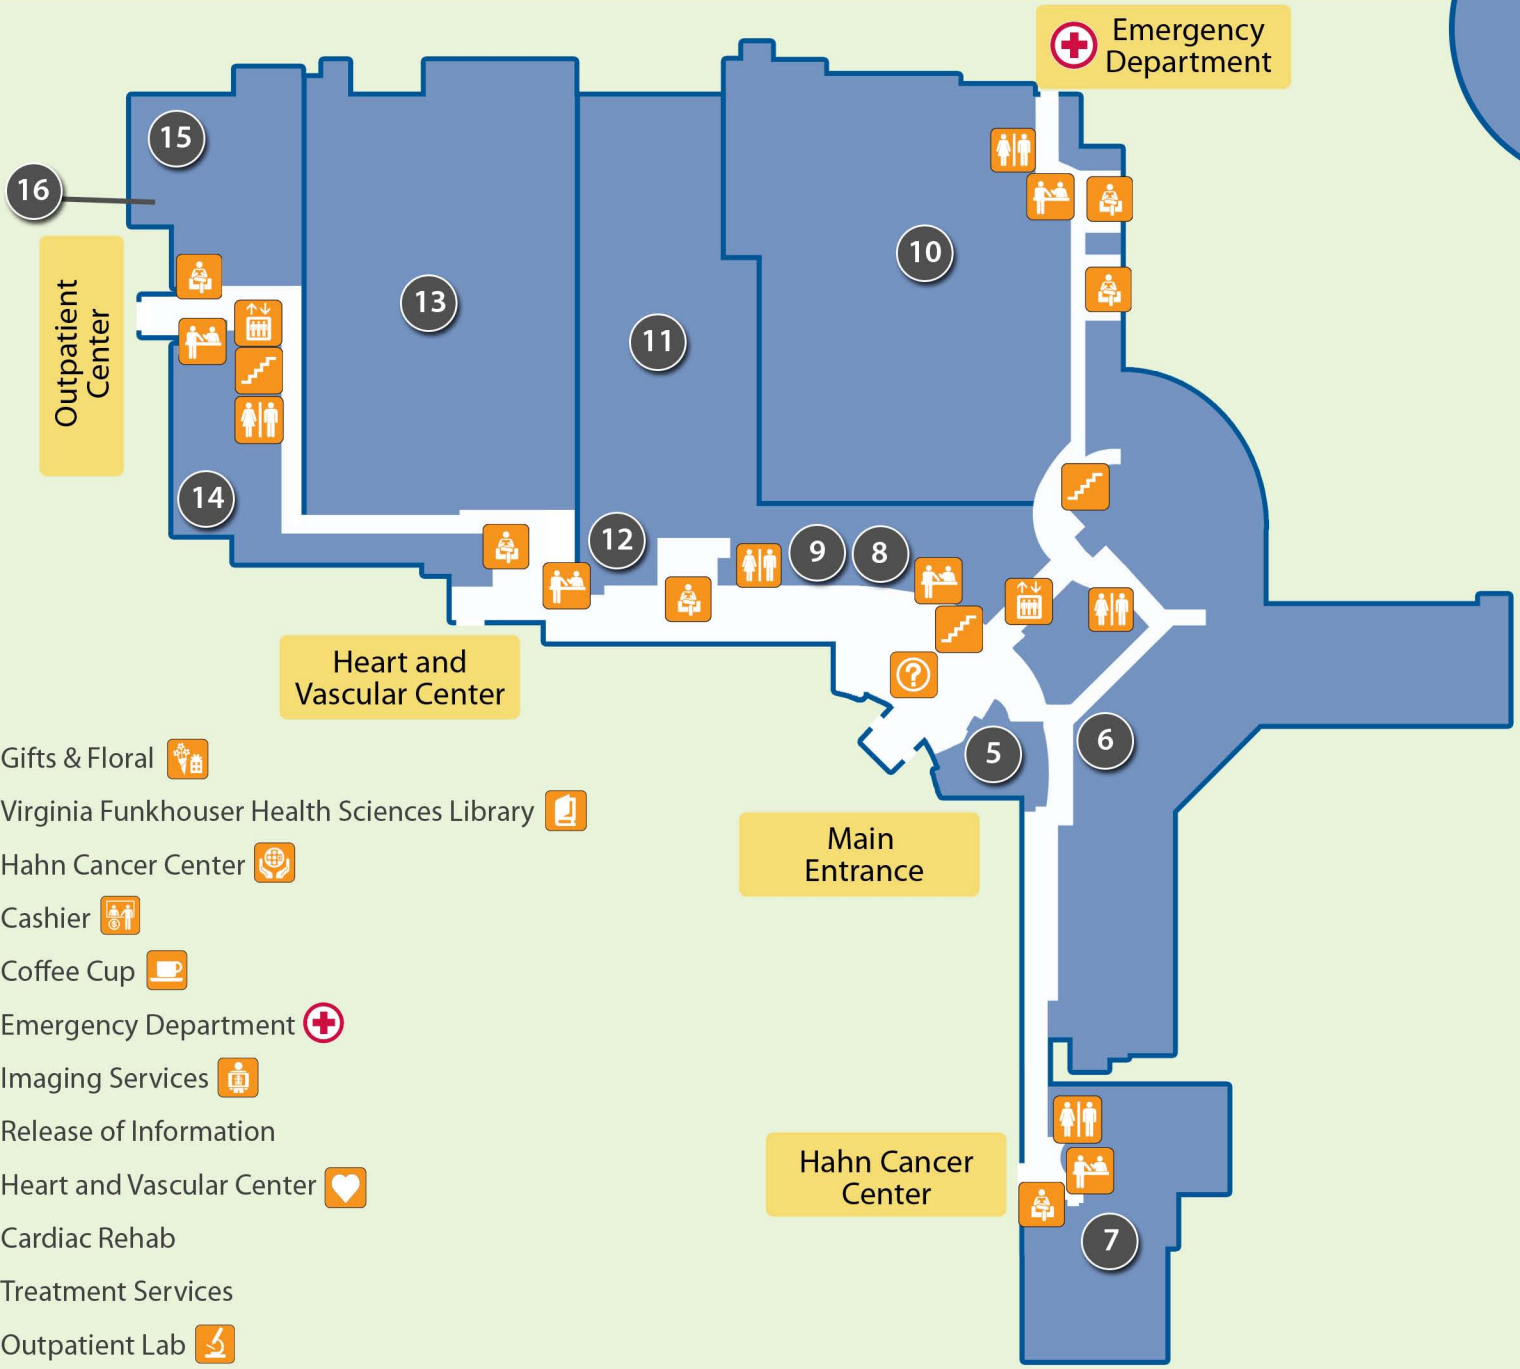 Emergency
Department
15
16
10
Outpatient
Center
13
11
14
12
9
8
?
Heart and
Vascular Center
5
6
Main
Entrance
Gifts & Floral
Virginia Funkhouser Health Sciences Library
Hahn Cancer Center
Cashier
Coffee Cup
Emergency Department
Imaging Services
Release of Information
Heart and Vascular Center
Cardiac Rehab
Treatment Services
Outpatient Lab
Hahn Cancer
Center
7